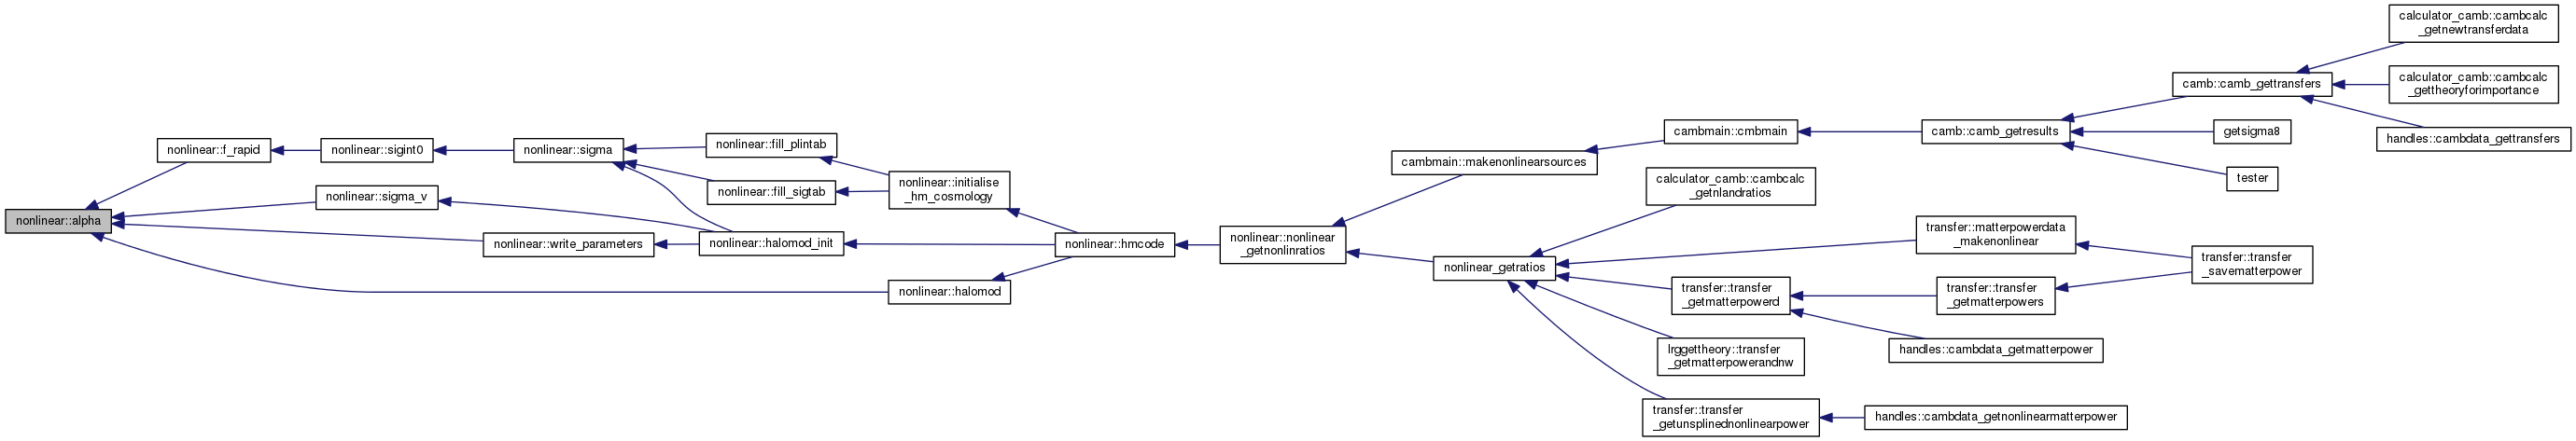 calculator_camb::cambcalc
_getnewtransferdata
camb::camb_gettransfers
calculator_camb::cambcalc
_gettheoryforimportance
cambmain::cmbmain
camb::camb_getresults
getsigma8
handles::cambdata_gettransfers
nonlinear::f_rapid
nonlinear::sigint0
nonlinear::sigma
nonlinear::fill_plintab
cambmain::makenonlinearsources
tester
nonlinear::fill_sigtab
nonlinear::initialise
_hm_cosmology
calculator_camb::cambcalc
_getnlandratios
nonlinear::sigma_v
nonlinear::alpha
nonlinear::write_parameters
nonlinear::halomod_init
nonlinear::hmcode
nonlinear::nonlinear
_getnonlinratios
transfer::matterpowerdata
_makenonlinear
nonlinear_getratios
transfer::transfer
_savematterpower
nonlinear::halomod
transfer::transfer
_getmatterpowerd
transfer::transfer
_getmatterpowers
lrggettheory::transfer
_getmatterpowerandnw
handles::cambdata_getmatterpower
transfer::transfer
_getunsplinednonlinearpower
handles::cambdata_getnonlinearmatterpower